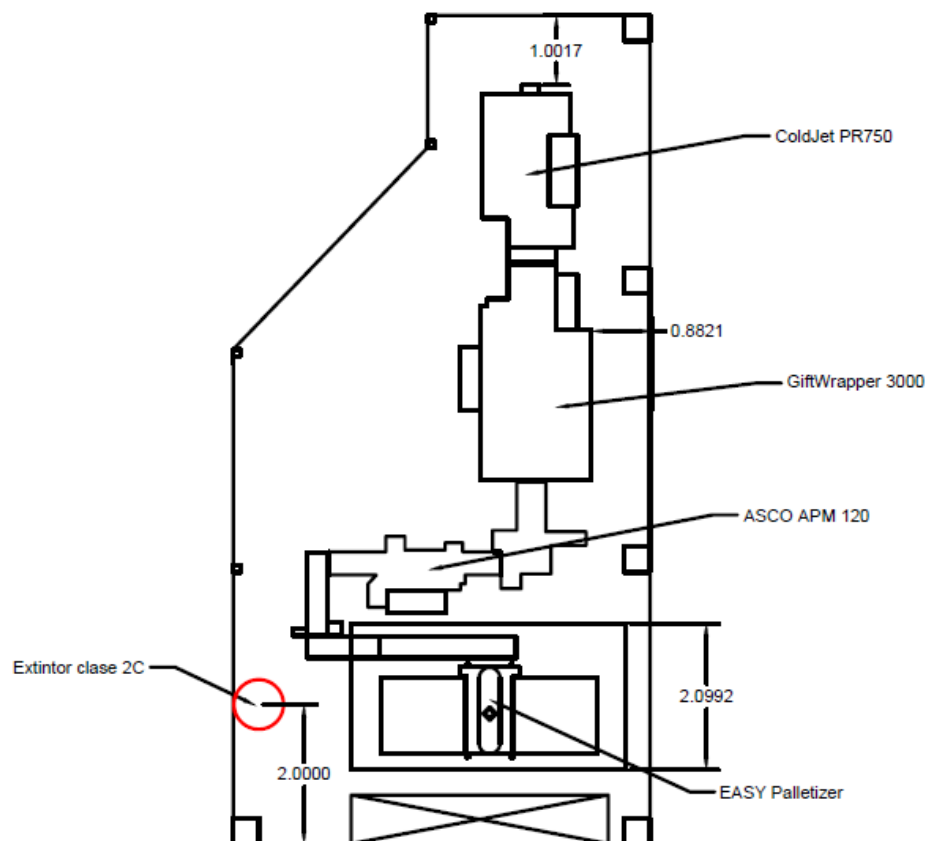 1.0017
ColdJet PR750
0.8821
GiftWrapper 3000
ASCO APM 120
Extintor clase 2C
2.0992
2.0000
EASY Palletizer